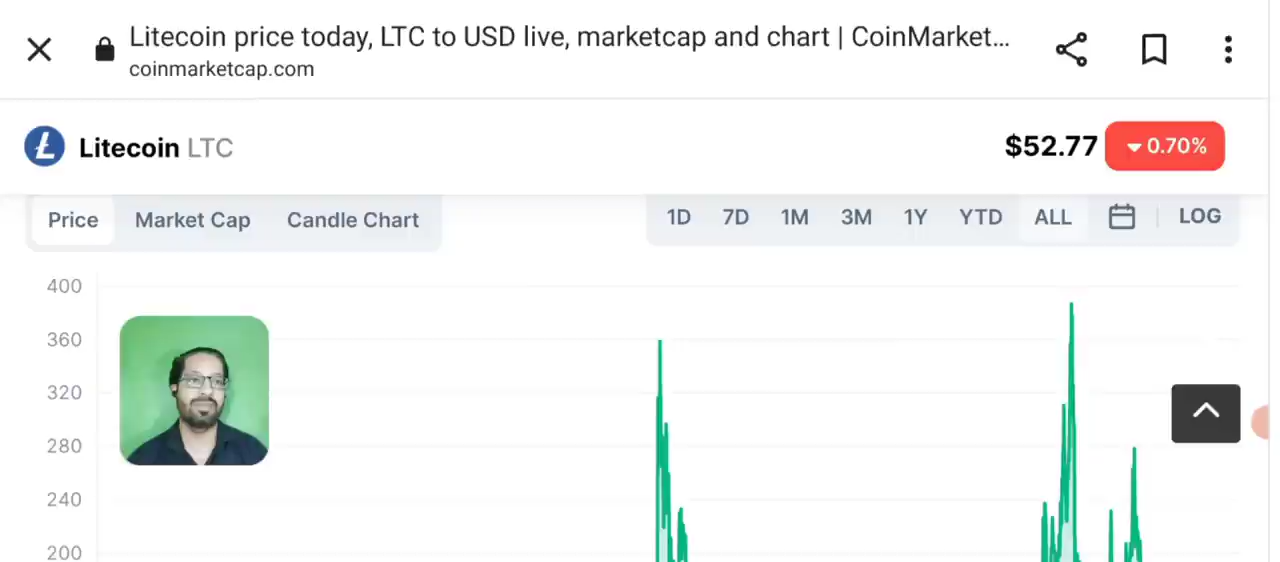 Litecoin price today, LTC to USD live, marketcap and chart | CoinMarket...
coinmarketcap.com
Litecoin LTC
$52.77 0.70%
Price Market Cap Candle Chart
1D 7D 1M 3M 1Y YTD ALL LOG
400
360
320
280
240
200